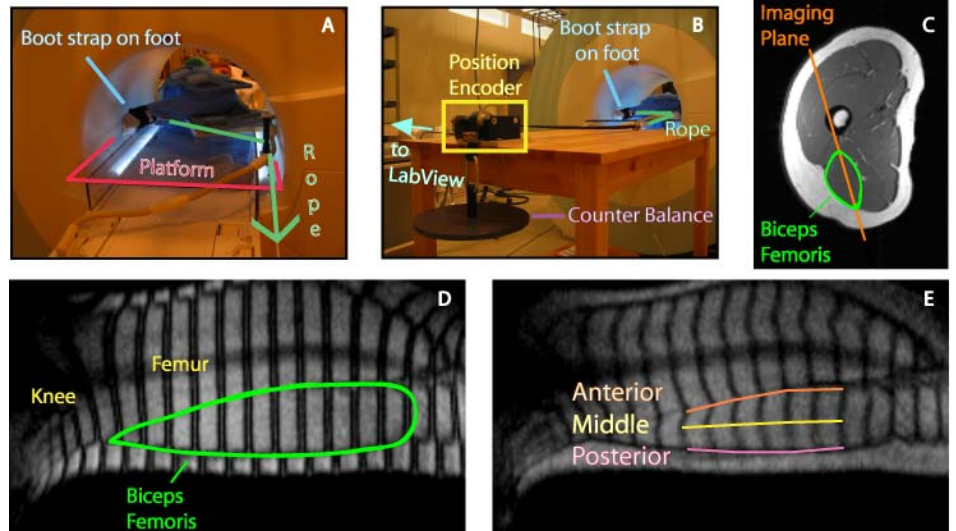 A
Boot strap on foot
Platform
Rope
B
Boot strap
on foot
Position
Encoder
Rope
to
LabView
Counter Balance
C
Imaging
Plane
Biceps
Femoris
D
Femur
Knee
Biceps
Femoris
E
Anterior
Middle
Posterior